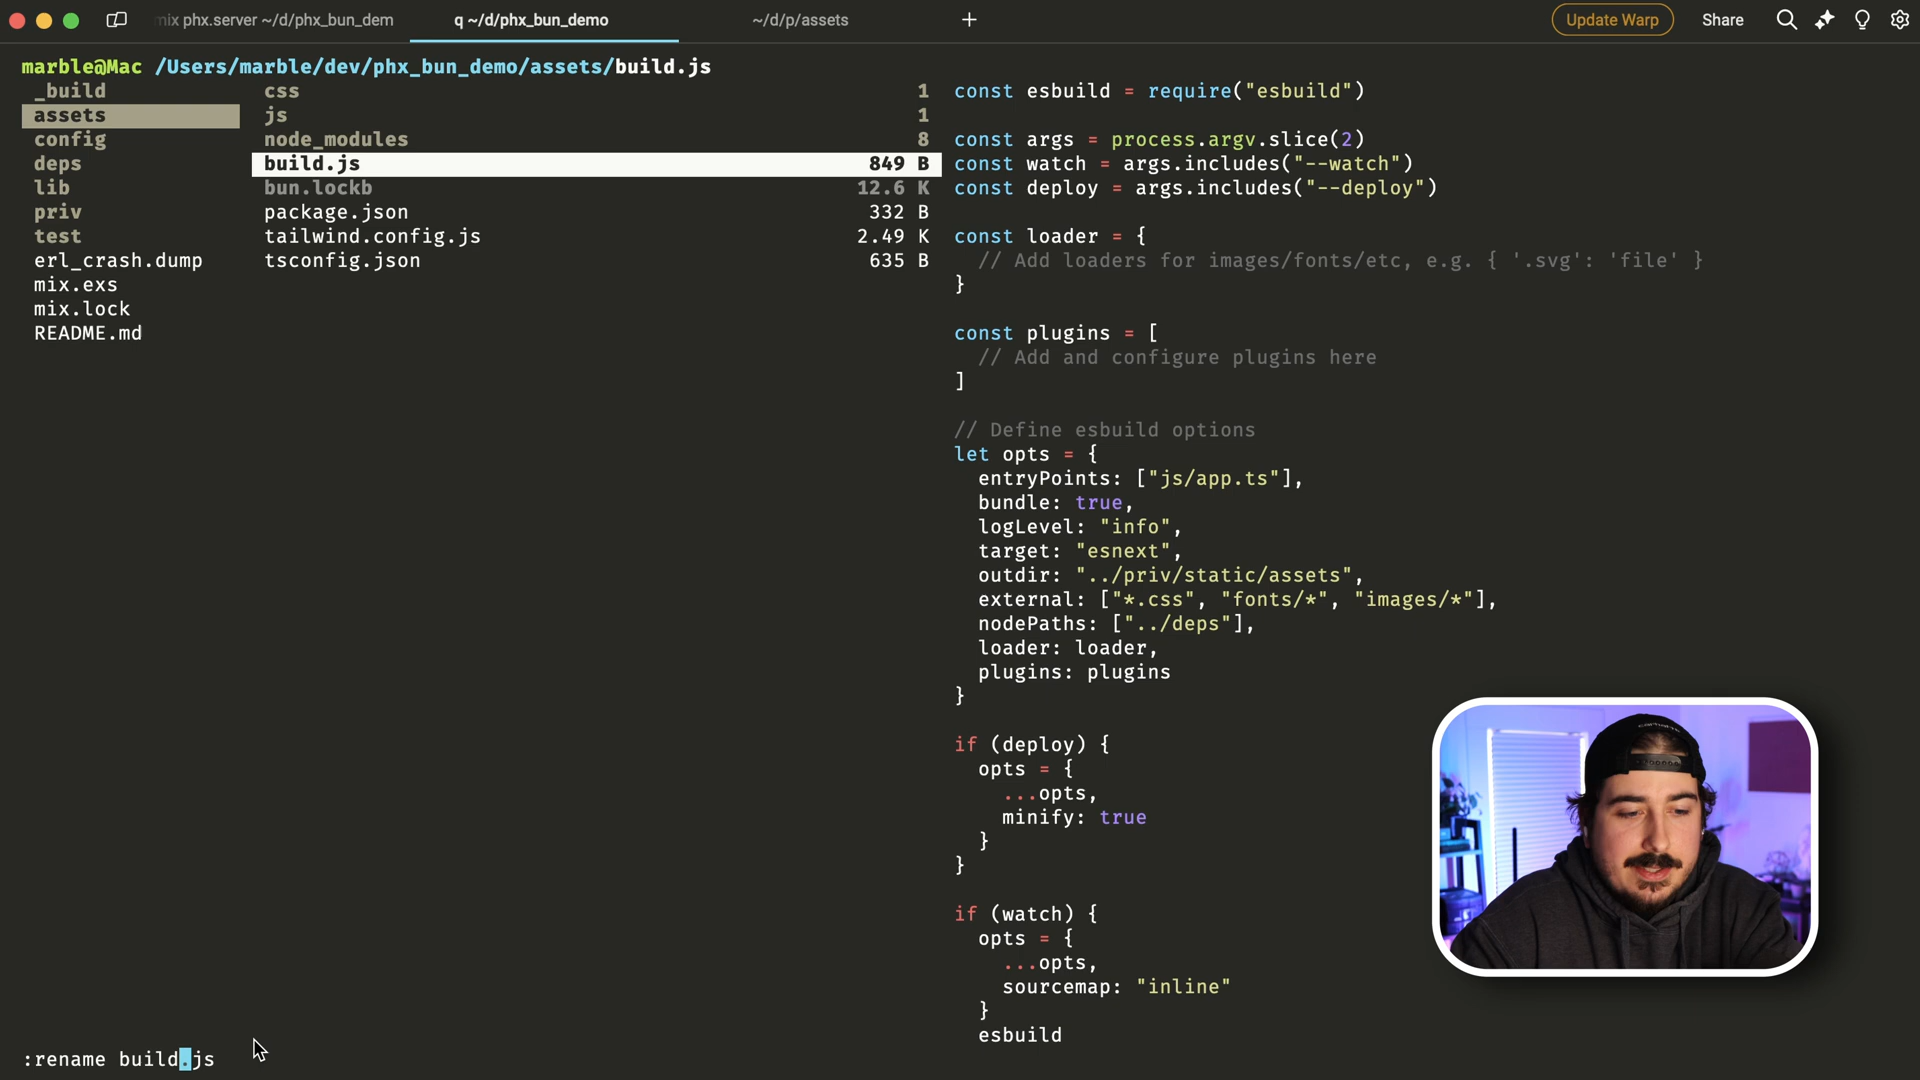 mix phx.server ~/d/phx_bun_dem
q ~/d/phx_bun_demo
~/d/p/assets
+
Update Warp
Share
marble@Mac /Users/marble/dev/phx_bun_demo/assets/build.js
_build
assets
config
deps
lib
priv
test
erl_crash.dump
mix.exs
mix.lock
README.md
css 1
js 1
node_modules 8
build.js 849 B
bun.lockb 12.6 K
package.json 332 B
tailwind.config.js 2.49 K
tsconfig.json 635 B
const esbuild = require("esbuild")
const args = process.argv.slice(2)
const watch = args.includes("--watch")
const deploy = args.includes("--deploy")
const loader = {
// Add loaders for images/fonts/etc, e.g. { '.svg': 'file' }
}
const plugins = [
// Add and configure plugins here
]
// Define esbuild options
let opts = {
entryPoints: ["js/app.ts"],
bundle: true,
logLevel: "info",
target: "esnext",
outdir: "../priv/static/assets",
external: ["*.css", "fonts/*", "images/*"],
nodePaths: ["../deps"],
loader: loader,
plugins: plugins
}
if (deploy) {
opts = {
...opts,
minify: true
}
}
if (watch) {
opts = {
...opts,
sourcemap: "inline"
}
esbuild
:rename build.js